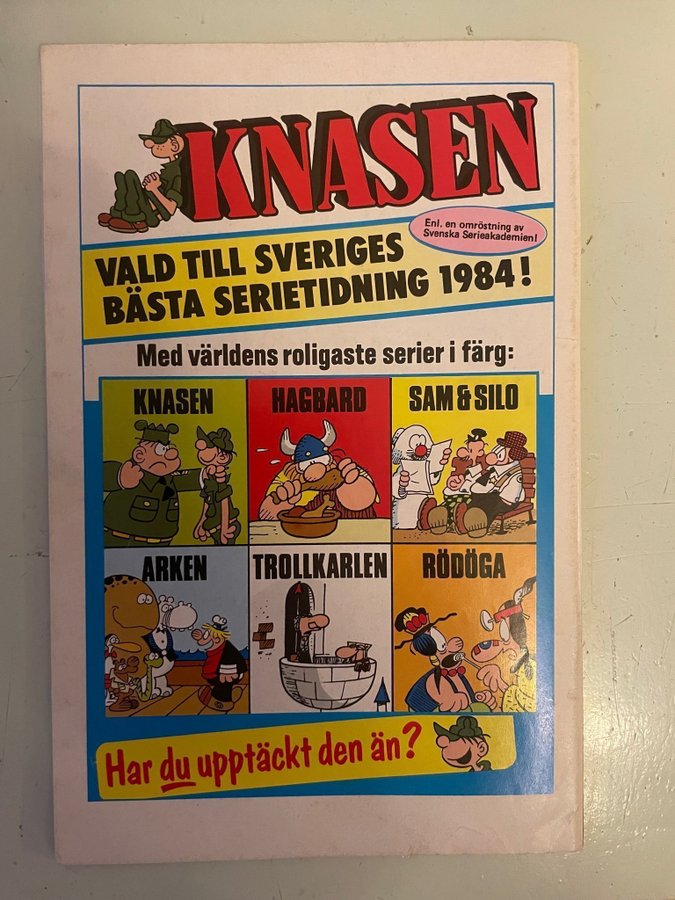 KNASEN
Enl. en omröstning av
Svenska Serieakademien!
VALD TILL SVERIGES
BÄSTA SERIETIDNING 1984!
Med världens roligaste serier i färg:
KNASEN
HAGBARD
SAM & SILO
ARKEN
TROLLKARLEN
RÖDÖGA
Har du upptäckt den än?